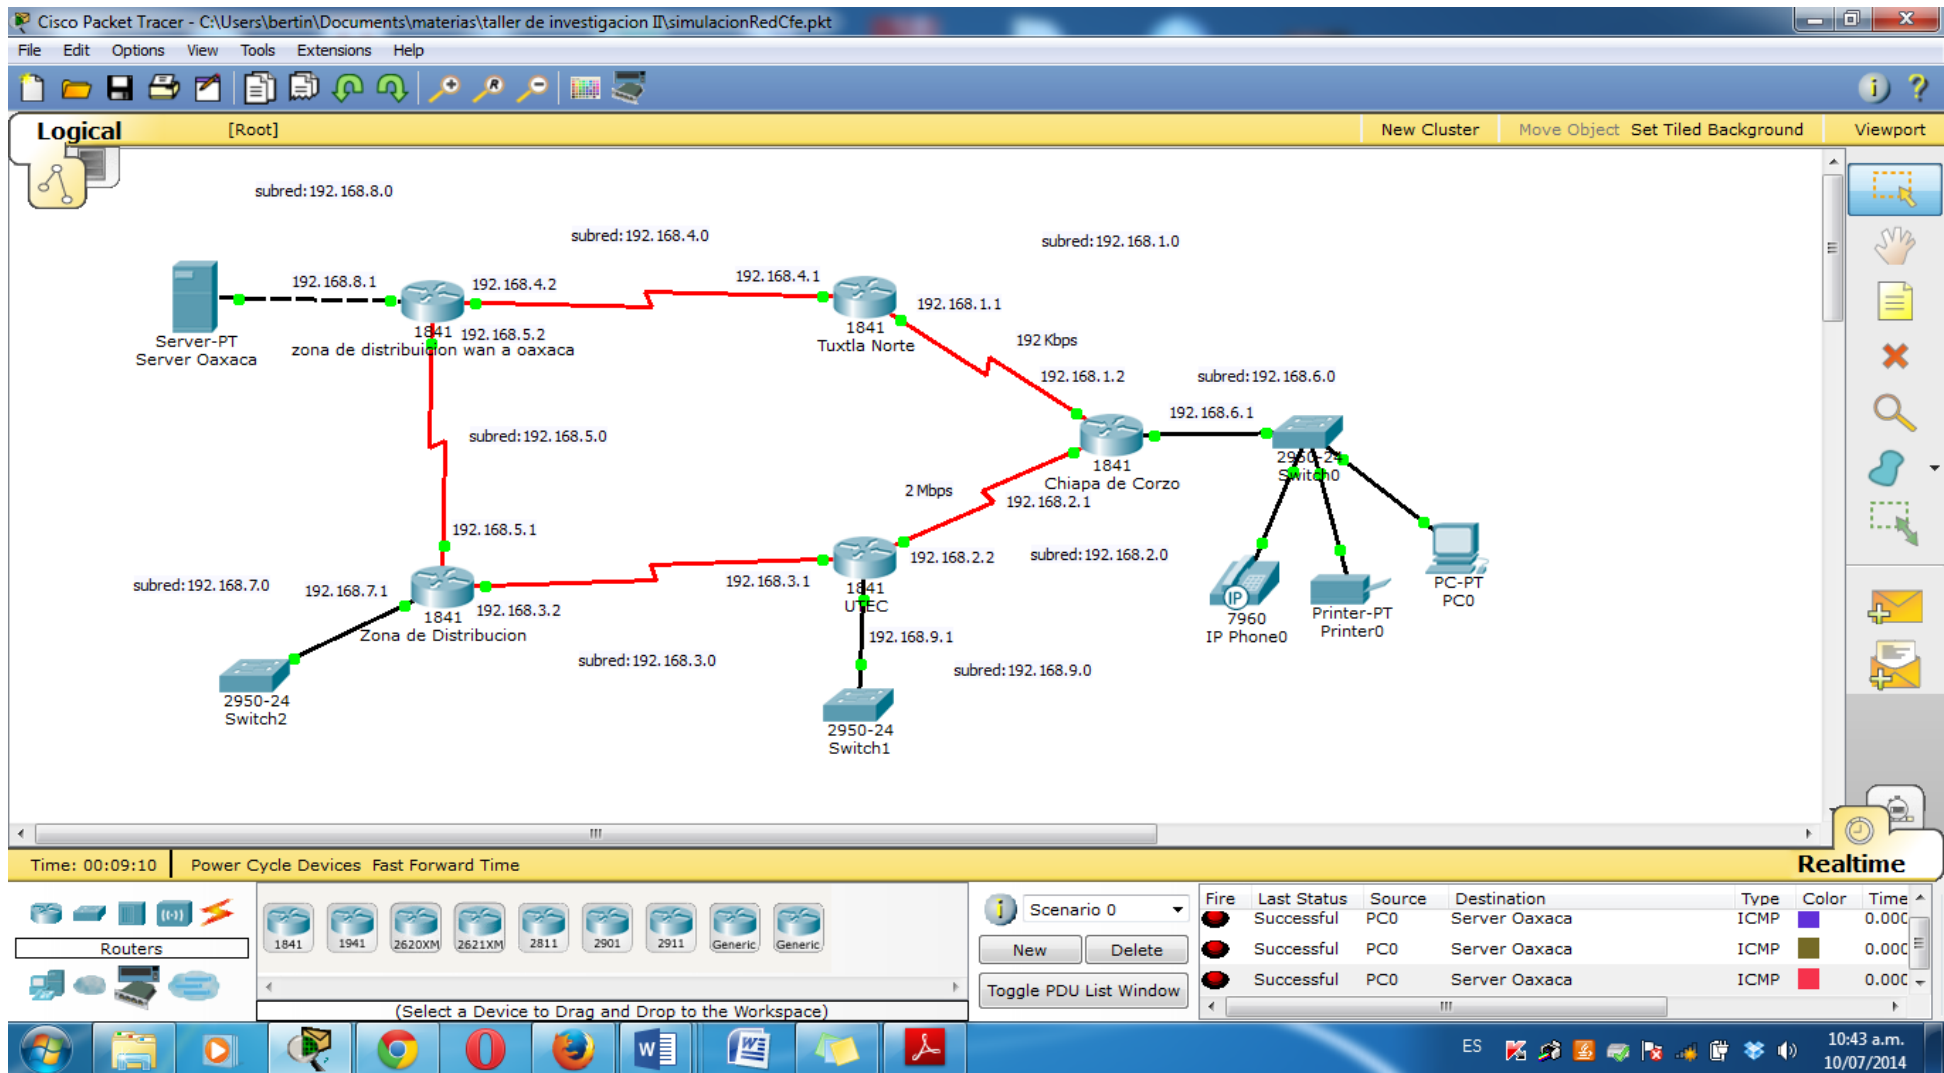 Cisco Packet Tracer - C:\Users\bertin\Documents\materias\taller de investigacion II\simulacionRedCfe.pkt
File Edit Options View Tools Extensions Help
Logical [Root] New Cluster Move Object Set Tiled Background Viewport
subred:192.168.8.0
subred:192.168.4.0
subred:192.168.1.0
192.168.8.1
192.168.4.2
192.168.4.1
192.168.1.1
Server-PT
Server Oaxaca
1841
192.168.5.2
zona de distribuicion wan a oaxaca
1841
Tuxtla Norte
192 Kbps
192.168.1.2
subred:192.168.6.0
192.168.6.1
subred:192.168.5.0
1841
Chiapa de Corzo
2950-24
Switch0
2 Mbps
192.168.2.1
192.168.5.1
192.168.2.2
subred:192.168.2.0
subred:192.168.7.0
192.168.7.1
192.168.3.1
1841
UTEC
192.168.3.2
1841
Zona de Distribucion
7960
IP Phone0
IP
Printer-PT
Printer0
PC-PT
PC0
192.168.9.1
subred:192.168.3.0
subred:192.168.9.0
2950-24
Switch2
2950-24
Switch1
Time: 00:09:10 Power Cycle Devices Fast Forward Time Realtime
Routers
1841 1941 2620XM 2621XM 2811 2901 2911 Generic Generic
(Select a Device to Drag and Drop to the Workspace)
Scenario 0
New Delete
Toggle PDU List Window
Fire Last Status Source Destination Type Color Time
Successful PC0 Server Oaxaca ICMP 0.000
Successful PC0 Server Oaxaca ICMP 0.000
Successful PC0 Server Oaxaca ICMP 0.000
ES
10:43 a.m.
10/07/2014